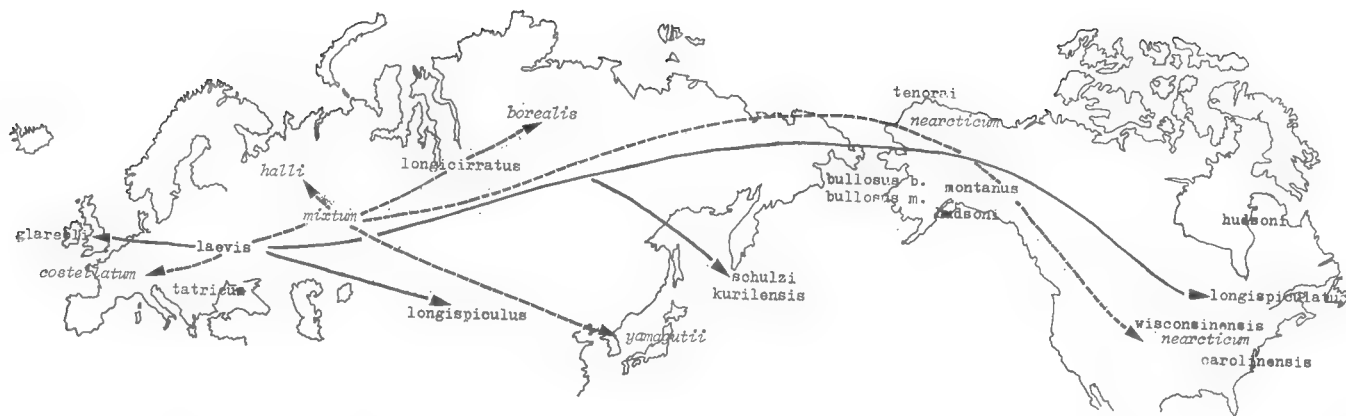 tenorai
nearcticum
borealis
longicirratus
halli
bullosus b.
bullosus m.
montanus
hudsoni
mixtum
hudsoni
glareoli
laevis
costellatum
tatricus
schulzi
kurilensis
longispiculus
longispiculatus
yamagutii
wisconsinensis
nearcticum
carolinensis